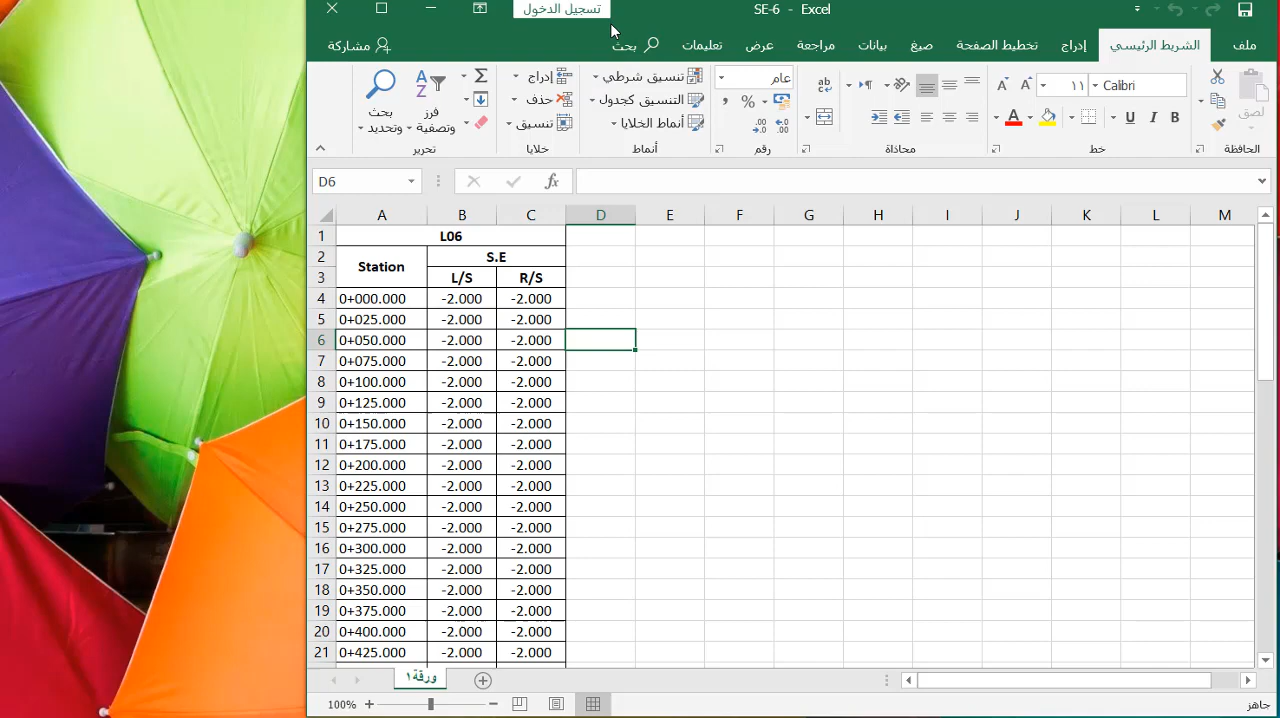 تسجيل الدخول
SE-6 - Excel
ملف
الشريط الرئيسي
إدراج
تخطيط الصفحة
صيغ
بيانات
مراجعة
عرض
تعليمات
بحث
مشاركة
لصق
الحافظة
Calibri
١١
B I U
A
خط
محاذاة
عام
%
رقم
تنسيق شرطي
التنسيق كجدول
أنماط الخلايا
أنماط
إدراج
حذف
تنسيق
خلايا
فرز وتصفية
بحث وتحديد
تحرير
D6
fx
A B C D E F G H I J K L M
1 L06
2 Station S.E
3 L/S R/S
4 0+000.000 -2.000 -2.000
5 0+025.000 -2.000 -2.000
6 0+050.000 -2.000 -2.000
7 0+075.000 -2.000 -2.000
8 0+100.000 -2.000 -2.000
9 0+125.000 -2.000 -2.000
10 0+150.000 -2.000 -2.000
11 0+175.000 -2.000 -2.000
12 0+200.000 -2.000 -2.000
13 0+225.000 -2.000 -2.000
14 0+250.000 -2.000 -2.000
15 0+275.000 -2.000 -2.000
16 0+300.000 -2.000 -2.000
17 0+325.000 -2.000 -2.000
18 0+350.000 -2.000 -2.000
19 0+375.000 -2.000 -2.000
20 0+400.000 -2.000 -2.000
21 0+425.000 -2.000 -2.000
ورقة١
100%
جاهز